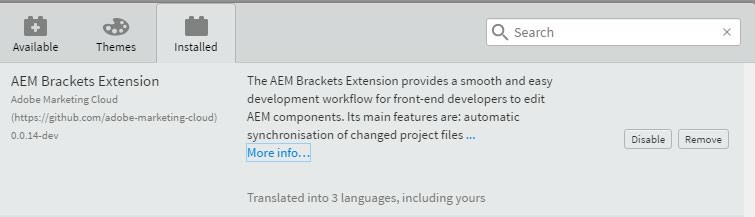 Available Themes Installed
Search
AEM Brackets Extension
Adobe Marketing Cloud
(https://github.com/adobe-marketing-cloud)
0.0.14-dev
The AEM Brackets Extension provides a smooth and easy
development workflow for front-end developers to edit
AEM components. Its main features are: automatic
synchronisation of changed project files ...
More info...
Translated into 3 languages, including yours
Disable Remove